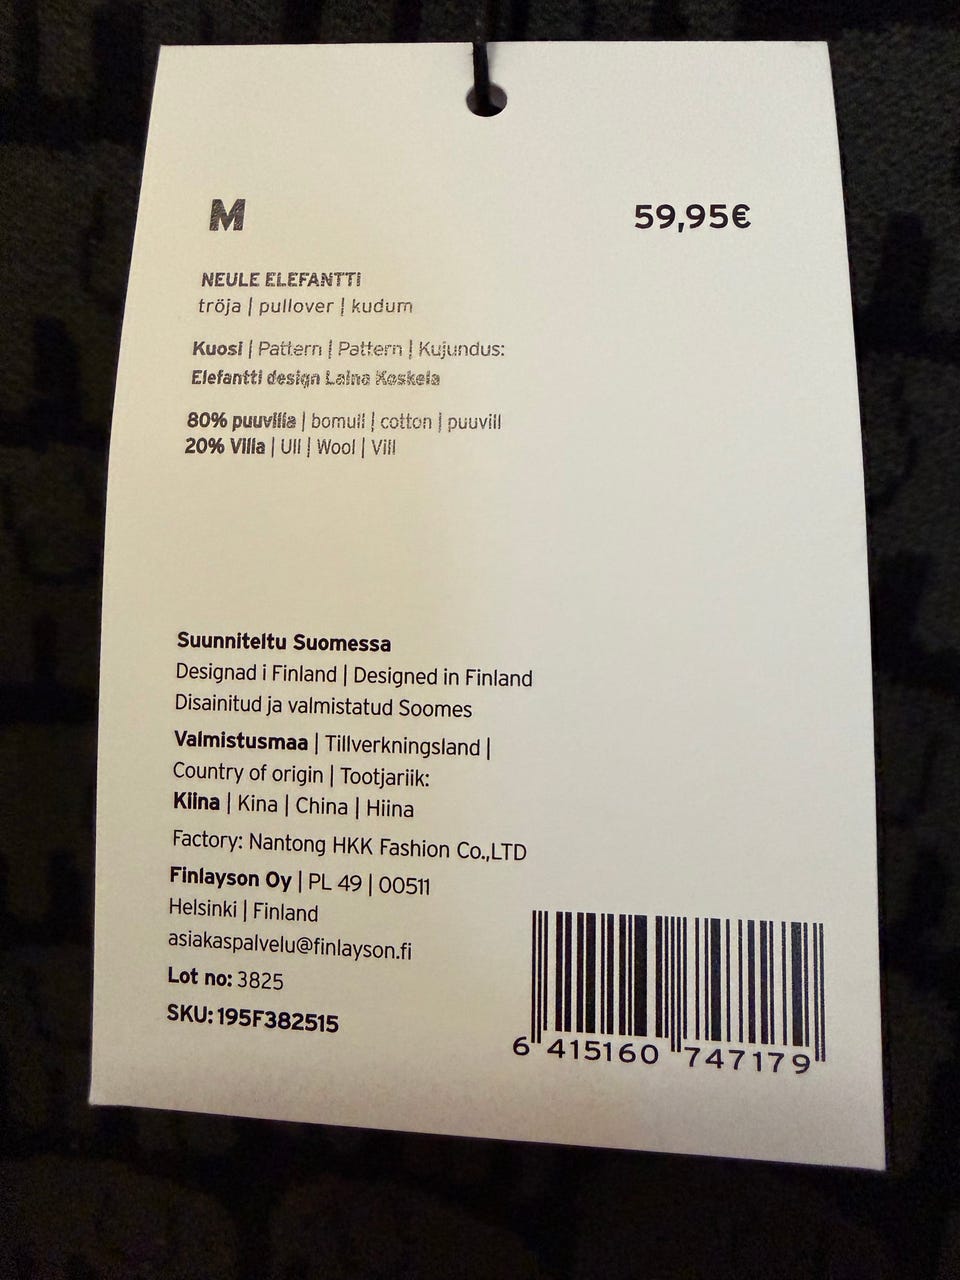 M
59,95€
NEULE ELEFANTTI
tröja | pullover | kudum
Kuosi | Pattern | Pattern | Kujundus:
Elefantti design Laina Koskela
80% puuvilla | bomull | cotton | puuvill
20% Villa | Ull | Wool | Vill
Suunniteltu Suomessa
Designad i Finland | Designed in Finland
Disainitud ja valmistatud Soomes
Valmistusmaa | Tillverkningsland |
Country of origin | Tootjariik:
Kiina | Kina | China | Hiina
Factory: Nantong HKK Fashion Co.,LTD
Finlayson Oy | PL 49 | 00511
Helsinki | Finland
asiakaspalvelu@finlayson.fi
Lot no: 3825
SKU: 195F382515
6 415160 747179